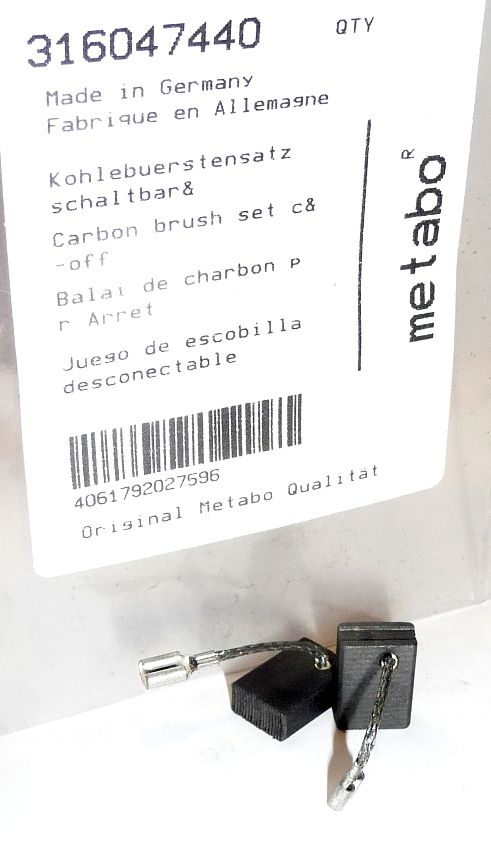 316047440
QTY
Made in Germany
Fabrique en Allemagne
Kohlebuerstensatz
schaltbar&
Carbon brush set c&
-off
Balai de charbon p
r Arret
Juego de escobilla
desconectable
4061792027596
Original Metabo Qualität
metabo R